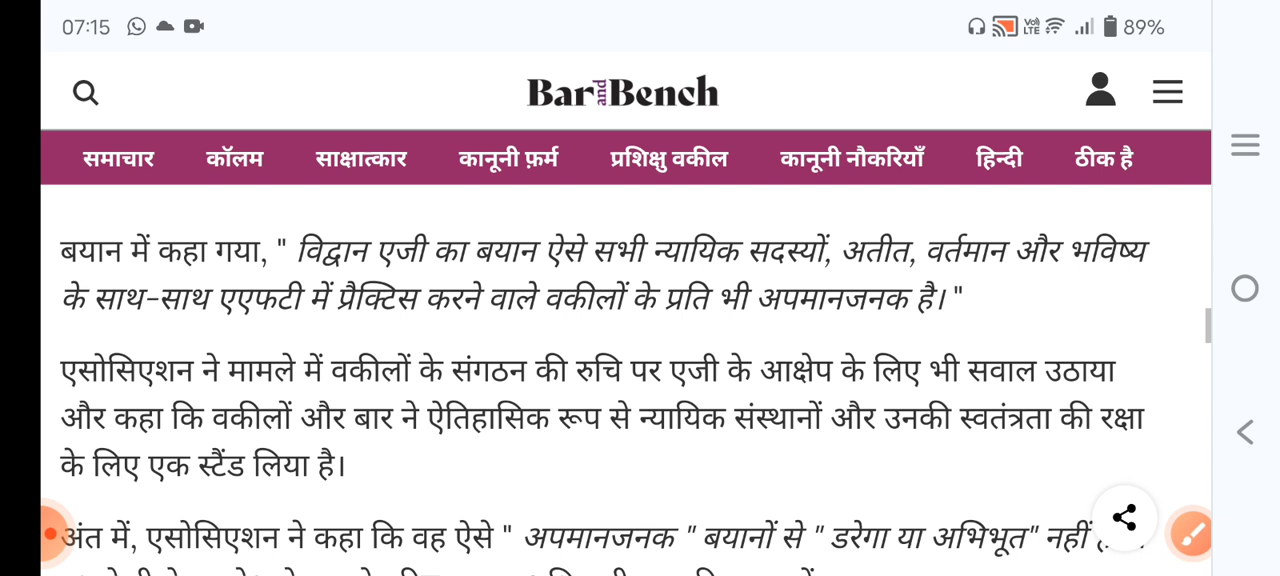 07:15 Vol) LTE 89%
Bar and Bench
समाचार कॉलम साक्षात्कार कानूनी फ़र्म प्रशिक्षु वकील कानूनी नौकरियाँ हिन्दी ठीक है
बयान में कहा गया, " विद्वान एजी का बयान ऐसे सभी न्यायिक सदस्यों, अतीत, वर्तमान और भविष्य
के साथ-साथ एएफटी में प्रैक्टिस करने वाले वकीलों के प्रति भी अपमानजनक है। "
एसोसिएशन ने मामले में वकीलों के संगठन की रुचि पर एजी के आक्षेप के लिए भी सवाल उठाया
और कहा कि वकीलों और बार ने ऐतिहासिक रूप से न्यायिक संस्थानों और उनकी स्वतंत्रता की रक्षा
के लिए एक स्टैंड लिया है।
अंत में, एसोसिएशन ने कहा कि वह ऐसे " अपमानजनक " बयानों से " डरेगा या अभिभूत" नहीं